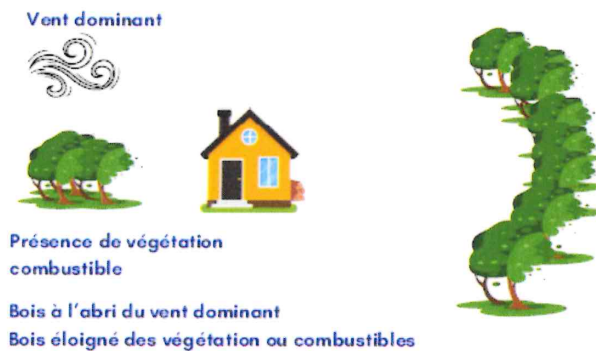 Vent dominant
Présence de végétation
combustible
Bois à l'abri du vent dominant
Bois éloigné des végétation ou combustibles